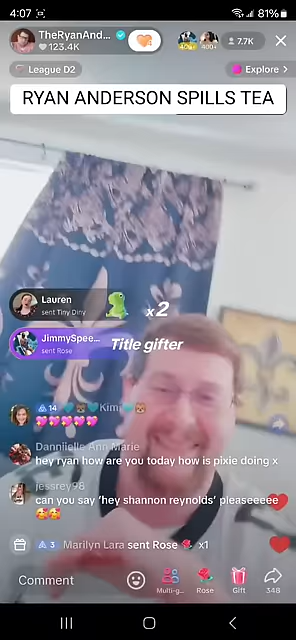 4:07
81%
TheRyanAnd...
123.4K
400+
7.7K
League D2
Explore >
RYAN ANDERSON SPILLS TEA
Lauren
sent Tiny Diny
x2
JimmySpee...
sent Rose
Title gifter
14
Kim
Danniielle Ann Marie
hey ryan how are you today how is pixie doing x
jessrey98
can you say 'hey shannon reynolds' pleaseeeee
3 Marilyn Lara sent Rose x1
Comment
Multi-g...
Rose
Gift
348